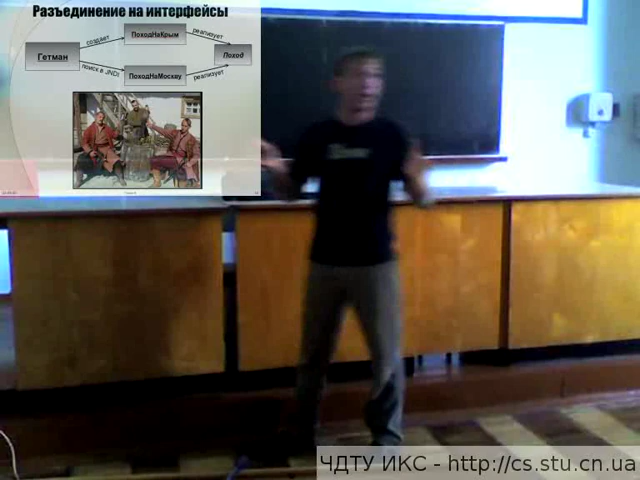 Разъединение на интерфейсы
ПоходНаКрым
создает
реализует
Гетман
Поход
поиск в JNDI
ПоходНаМоскву
реализует
ЧДТУ ИКС - http://cs.stu.cn.ua